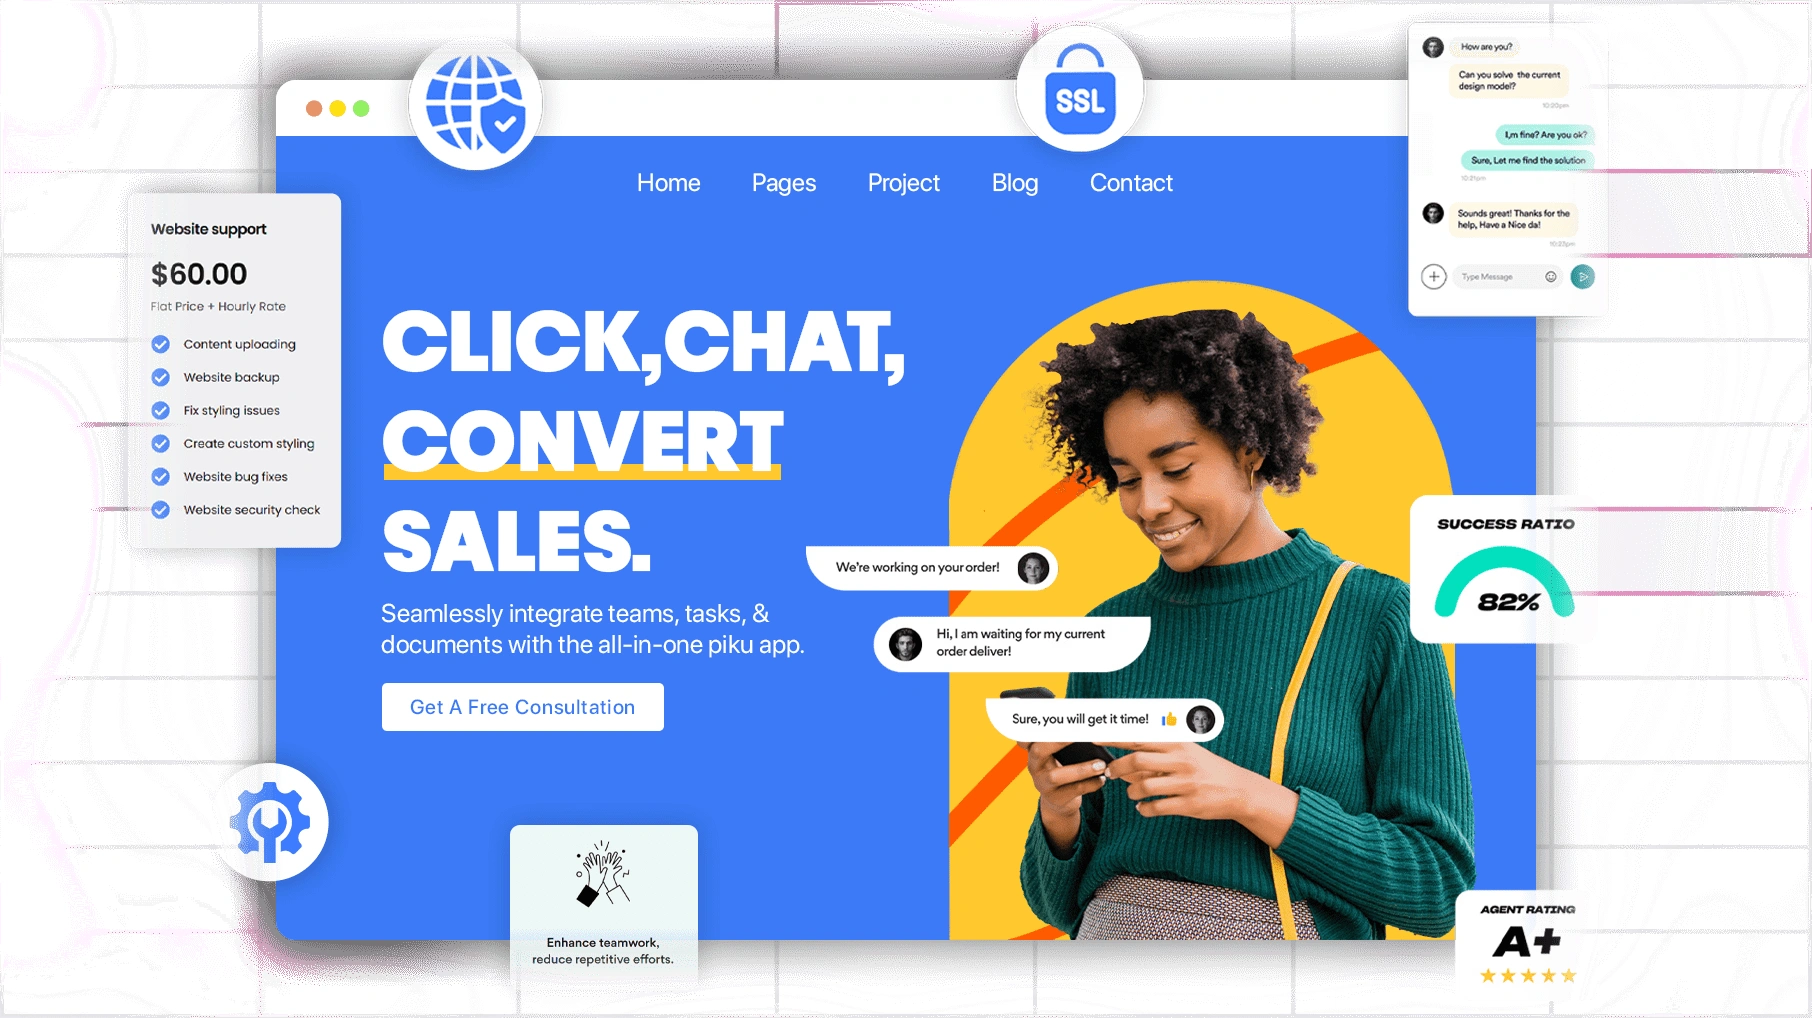 SSL
How are you?
Can you solve the current
design model?
10:20pm
I,m fine? Are you ok?
Sure, Let me find the solution
10:21pm
Sounds great! Thanks for the
help, Have a Nice da!
10:22pm
Type Message
Home Pages Project Blog Contact
Website support
$60.00
Flat Price + Hourly Rate
Content uploading
Website backup
Fix styling issues
Create custom styling
Website bug fixes
Website security check
CLICK,CHAT,
CONVERT
SALES.
Seamlessly integrate teams, tasks, &
documents with the all-in-one piku app.
Get A Free Consultation
We're working on your order!
Hi, I am waiting for my current
order deliver!
Sure, you will get it time!
SUCCESS RATIO
82%
Enhance teamwork,
reduce repetitive efforts.
AGENT RATING
A+